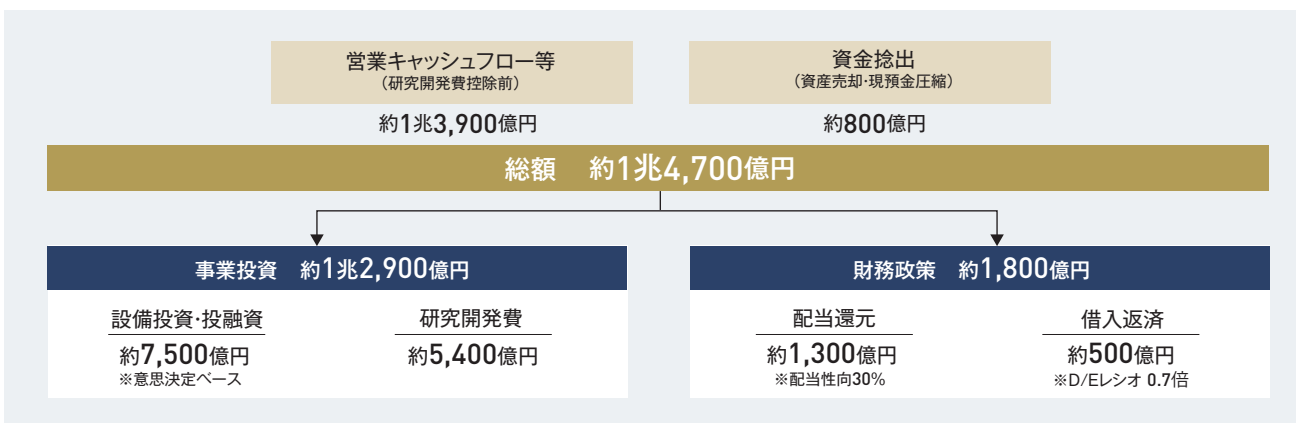 営業キャッシュフロー等
（研究開発費控除前）
約1兆3,900億円
資金捻出
（資産売却・現預金圧縮）
約800億円
総額 約1兆4,700億円
事業投資 約1兆2,900億円
設備投資・投融資
約7,500億円
※意思決定ベース
研究開発費
約5,400億円
財務政策 約1,800億円
配当還元
約1,300億円
※配当性向30%
借入返済
約500億円
※D/Eレシオ 0.7倍